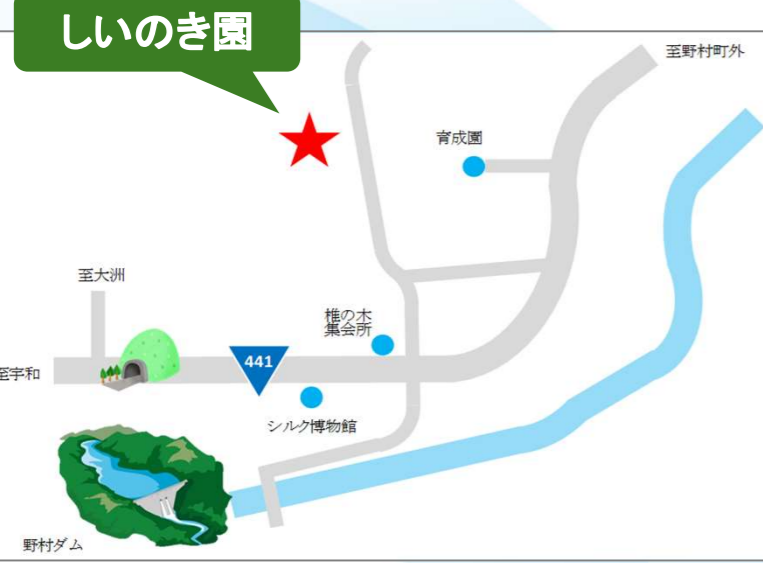 しいのき園
至野村町外
育成園
至大洲
椎の木
集会所
至宇和
441
シルク博物館
野村ダム